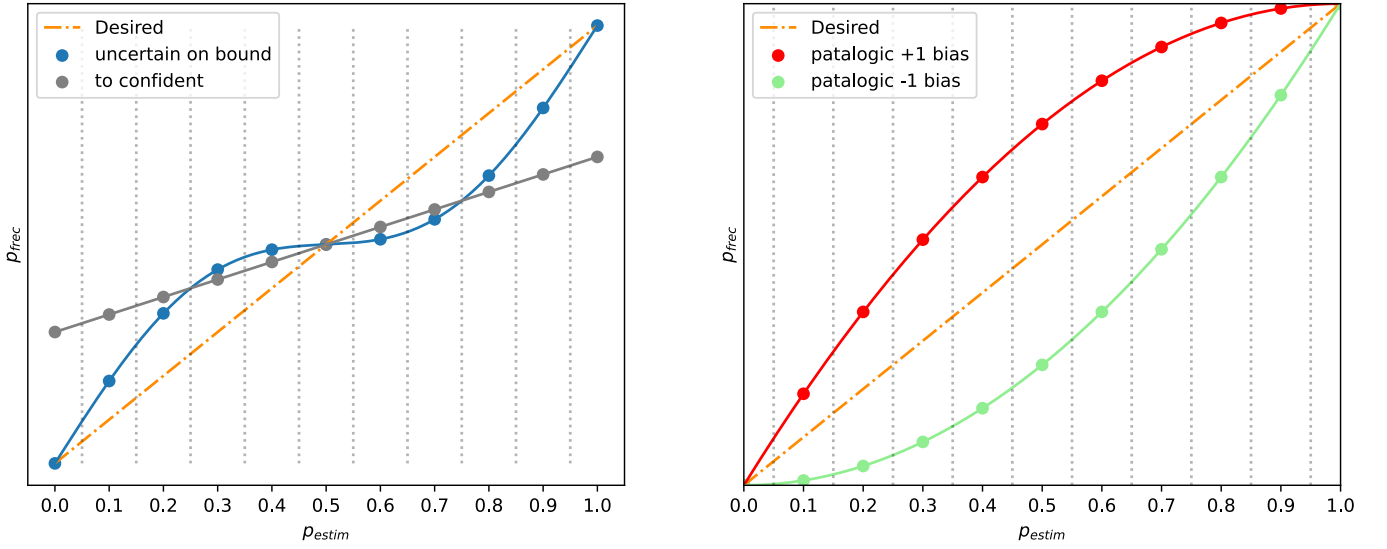 Desired
uncertain on bound
to confident
p_frec
0.0 0.1 0.2 0.3 0.4 0.5 0.6 0.7 0.8 0.9 1.0
p_estim
Desired
patalogic +1 bias
patalogic -1 bias
p_frec
0.0 0.1 0.2 0.3 0.4 0.5 0.6 0.7 0.8 0.9 1.0
p_estim